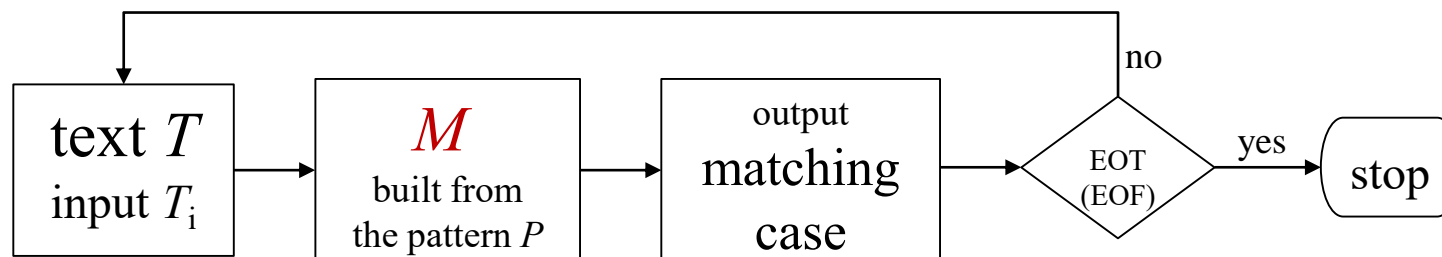 text T
input Ti
M
built from
the pattern P
output
matching
case
EOT
(EOF)
no
yes
stop